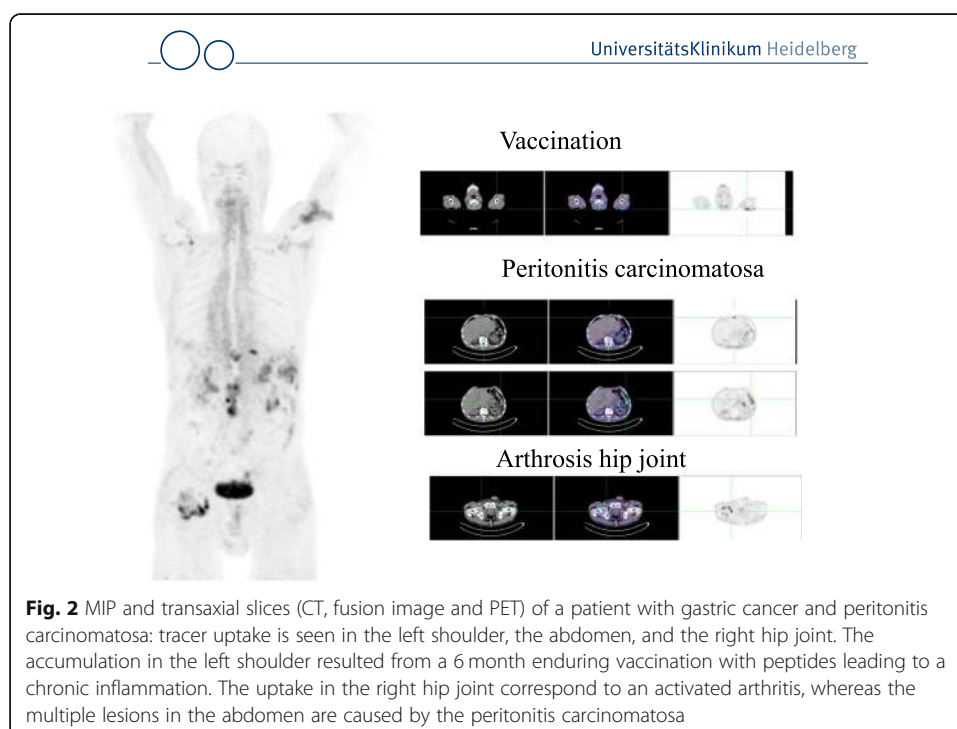 UniversitätsKlinikum Heidelberg
Vaccination
Peritonitis carcinomatosa
Arthrosis hip joint
Fig. 2 MIP and transaxial slices (CT, fusion image and PET) of a patient with gastric cancer and peritonitis
carcinomatosa: tracer uptake is seen in the left shoulder, the abdomen, and the right hip joint. The
accumulation in the left shoulder resulted from a 6 month enduring vaccination with peptides leading to a
chronic inflammation. The uptake in the right hip joint correspond to an activated arthritis, whereas the
multiple lesions in the abdomen are caused by the peritonitis carcinomatosa